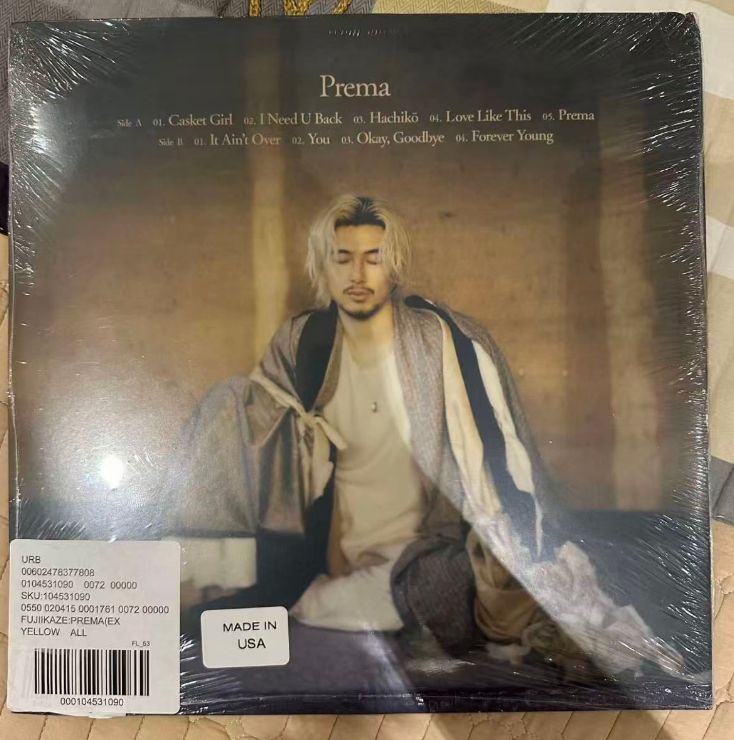 Prema
Side A 01. Casket Girl 02. I Need U Back 03. Hachikō 04. Love Like This 05. Prema
Side B 01. It Ain't Over 02. You 03. Okay, Goodbye 04. Forever Young
URB
00602478377808
0104531090 0072 00000
SKU:104531090
0550 020415 0001761 0072 00000
FUJIIKAZE:PREMA(EX
YELLOW ALL
FL_53
000104531090
MADE IN
USA